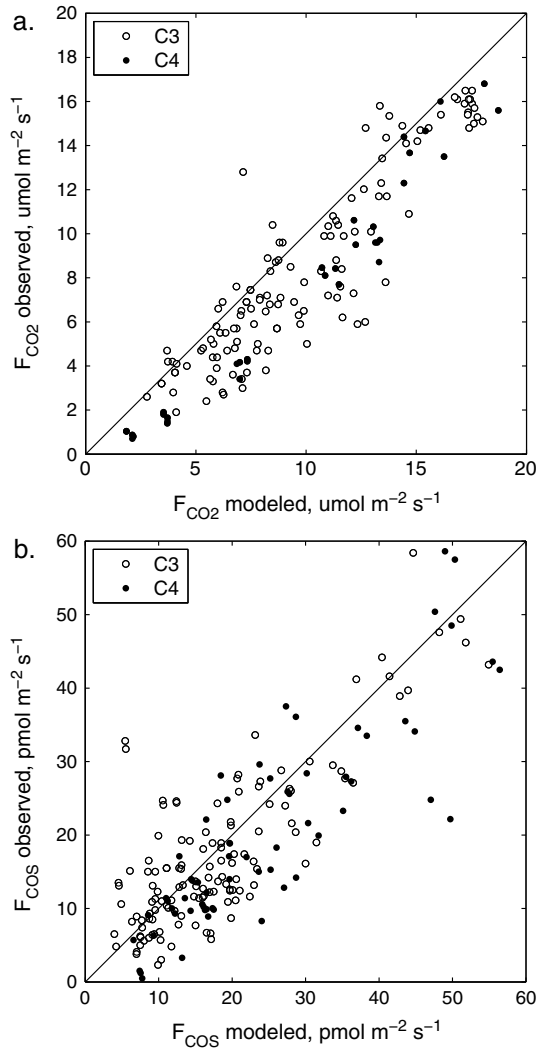 a.
C3
C4
20
18
16
14
12
10
8
6
4
2
0
F_CO2 observed, umol m⁻² s⁻¹
0 5 10 15 20
F_CO2 modeled, umol m⁻² s⁻¹
b.
C3
C4
60
50
40
30
20
10
0
F_COS observed, pmol m⁻² s⁻¹
0 10 20 30 40 50 60
F_COS modeled, pmol m⁻² s⁻¹